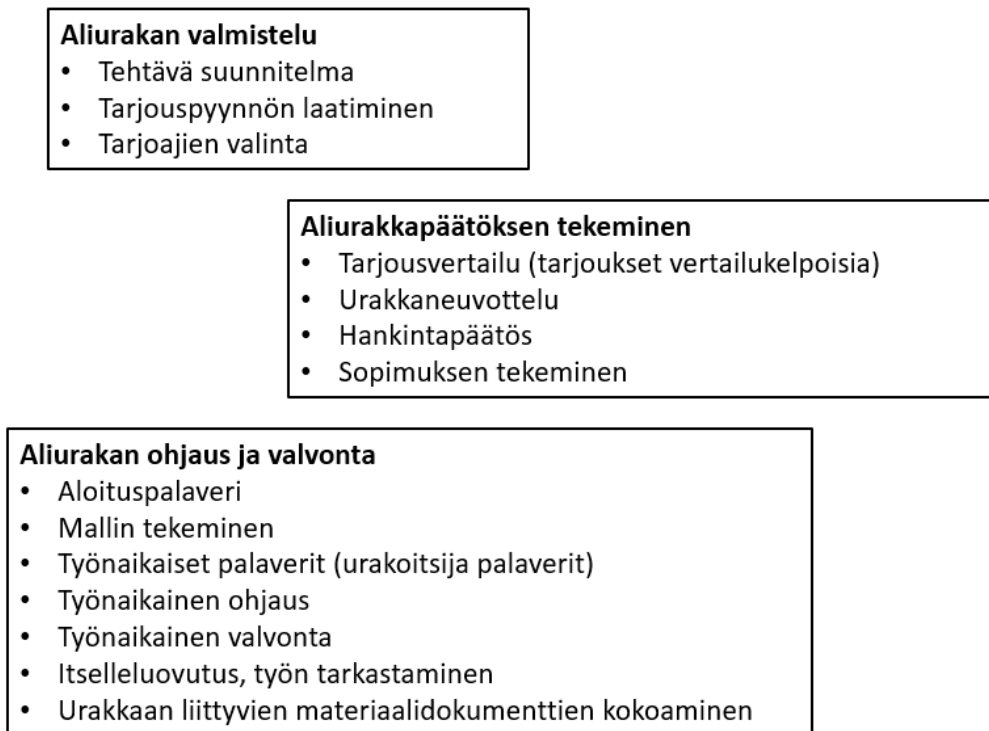 Aliurakan valmistelu
• Tehtävä suunnitelma
• Tarjouspyynnön laatiminen
• Tarjoajien valinta
Aliurakkapäätöksen tekeminen
• Tarjousvertailu (tarjoukset vertailukelpoisia)
• Urakkaneuvottelu
• Hankintapäätös
• Sopimuksen tekeminen
Aliurakan ohjaus ja valvonta
• Aloituspalaveri
• Mallin tekeminen
• Työnaikaiset palaverit (urakoitsija palaverit)
• Työnaikainen ohjaus
• Työnaikainen valvonta
• Itselleluovutus, työn tarkastaminen
• Urakkaan liittyvien materiaalidokumenttien kokoaminen